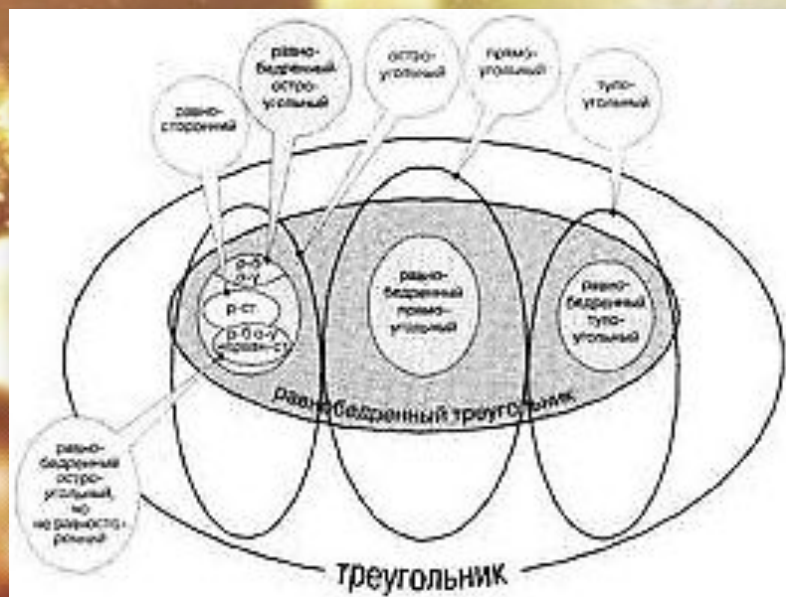 равно-
сторонний
равно-
бедренный
остро-
угольный
остро-
угольный
прямо-
угольный
тупо-
угольный
р-б
о-у
р-ст
р-б о-у
равно-
бедренный
прямо-
угольный
равно-
бедренный
тупо-
угольный
равнобедренный треугольник
равно-
бедренный
остро-
угольный,
но
не равносто-
ронний
треугольник